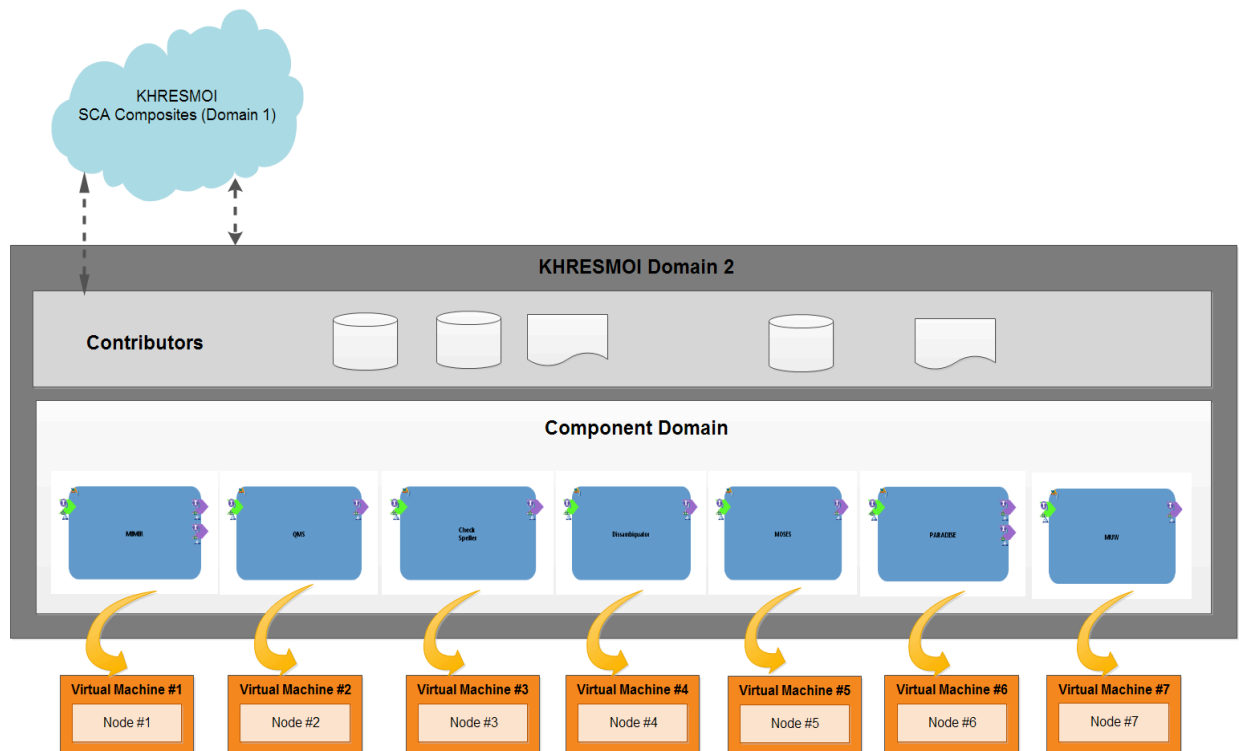 KHRESMOI
SCA Composites (Domain 1)
KHRESMOI Domain 2
Contributors
Component Domain
MIMIR
QMS
Check
Speller
Dissambiguator
MOSES
PARADISE
MUW
Virtual Machine #1
Node #1
Virtual Machine #2
Node #2
Virtual Machine #3
Node #3
Virtual Machine #4
Node #4
Virtual Machine #5
Node #5
Virtual Machine #6
Node #6
Virtual Machine #7
Node #7